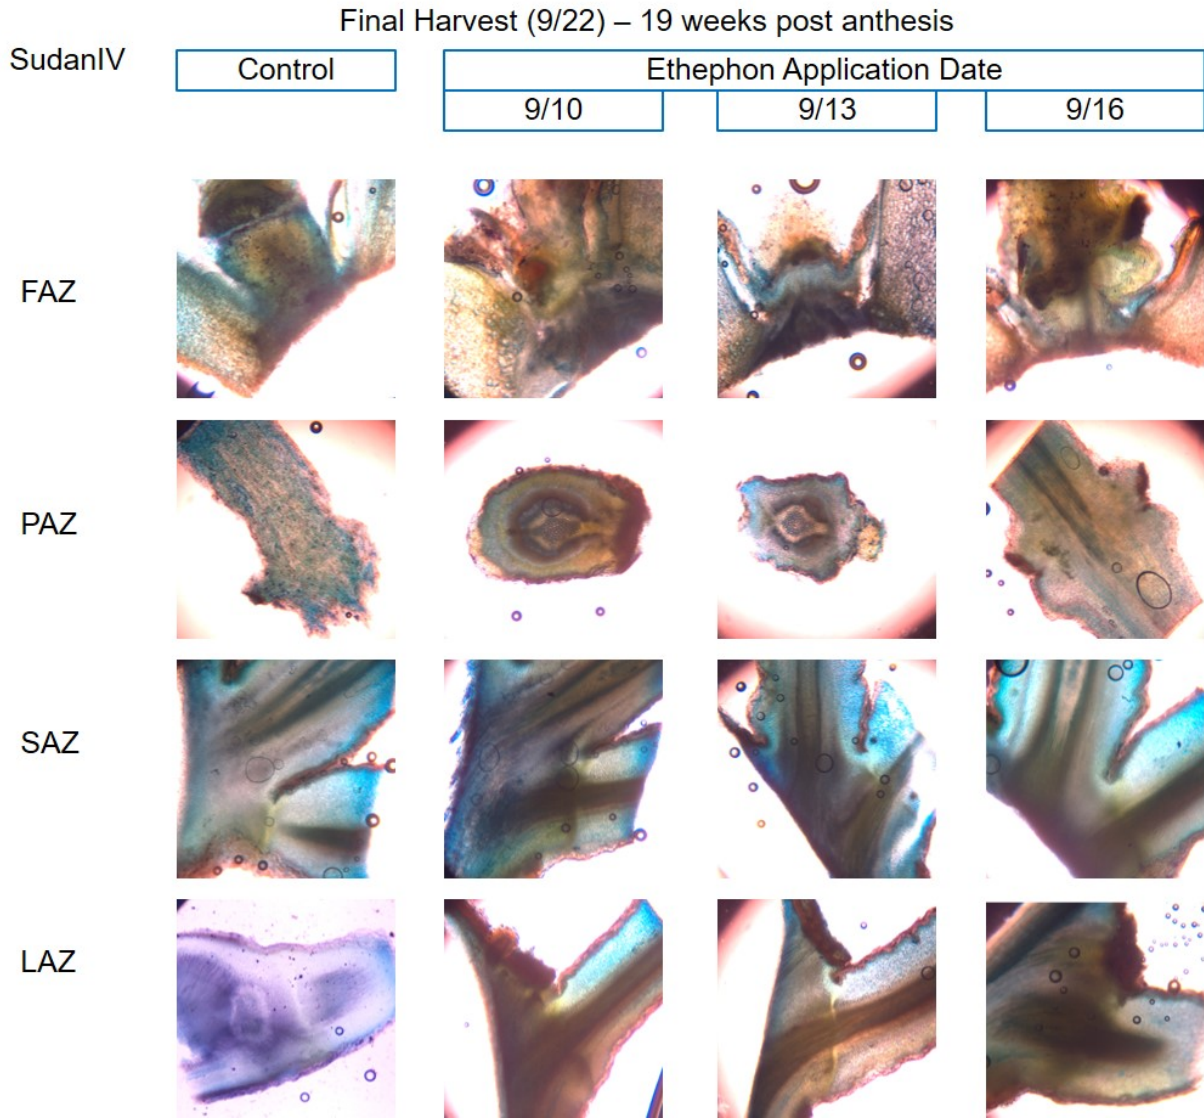 Final Harvest (9/22) – 19 weeks post anthesis
SudanIV
Control
Ethephon Application Date
9/10
9/13
9/16
FAZ
PAZ
SAZ
LAZ